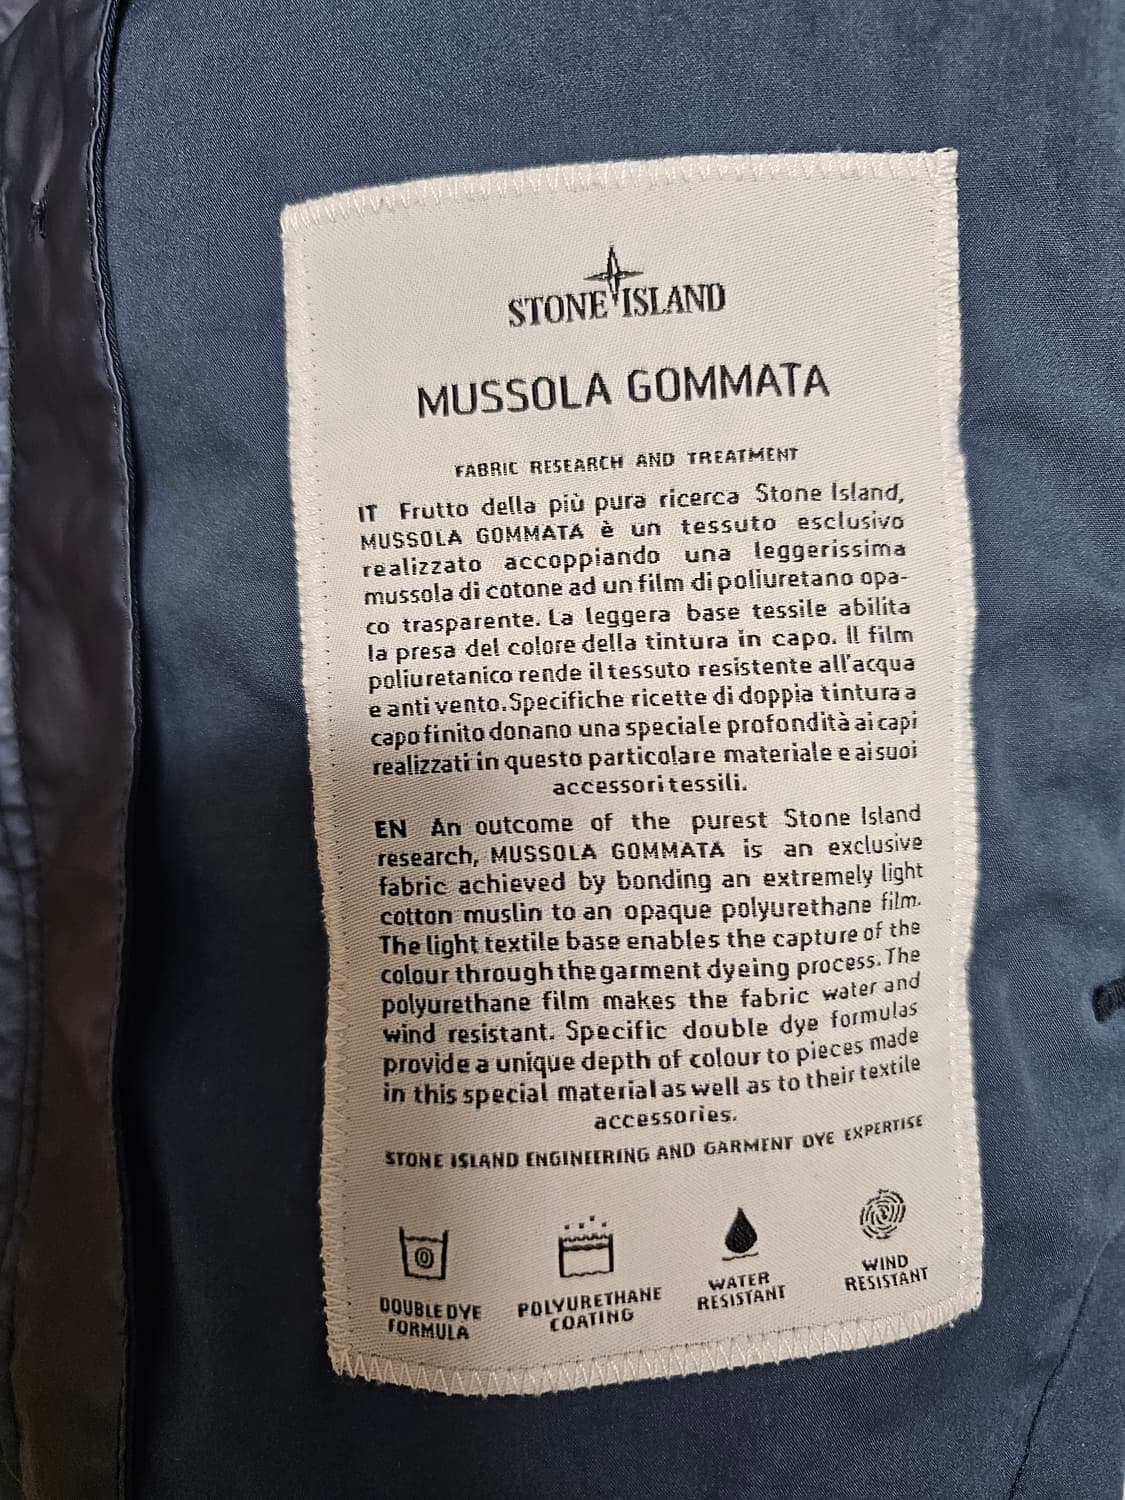 STONE ISLAND
MUSSOLA GOMMATA
FABRIC RESEARCH AND TREATMENT
IT Frutto della più pura ricerca Stone Island,
MUSSOLA GOMMATA è un tessuto esclusivo
realizzato accoppiando una leggerissima
mussola di cotone ad un film di poliuretano opa-
co trasparente. La leggera base tessile abilita
la presa del colore della tintura in capo. Il film
poliuretanico rende il tessuto resistente all'acqua
e anti vento. Specifiche ricette di doppia tintura a
capo finito donano una speciale profondità ai capi
realizzati in questo particolare materiale e ai suoi
accessori tessili.
EN An outcome of the purest Stone Island
research, MUSSOLA GOMMATA is an exclusive
fabric achieved by bonding an extremely light
cotton muslin to an opaque polyurethane film.
The light textile base enables the capture of the
colour through the garment dyeing process. The
polyurethane film makes the fabric water and
wind resistant. Specific double dye formulas
provide a unique depth of colour to pieces made
in this special material as well as to their textile
accessories.
STONE ISLAND ENGINEERING AND GARMENT DYE EXPERTISE
DOUBLE DYE FORMULA
POLYURETHANE COATING
WATER RESISTANT
WIND RESISTANT